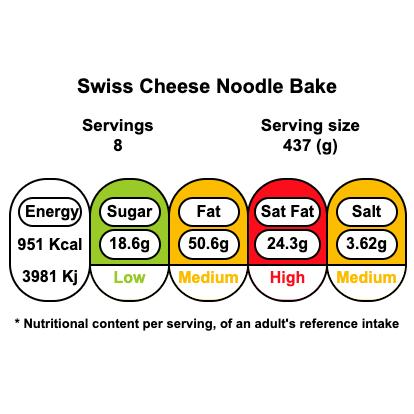 Swiss Cheese Noodle Bake
Servings Serving size
8 437 (g)
Energy Sugar Fat Sat Fat Salt
951 Kcal 18.6g 50.6g 24.3g 3.62g
3981 Kj Low Medium High Medium
* Nutritional content per serving, of an adult's reference intake